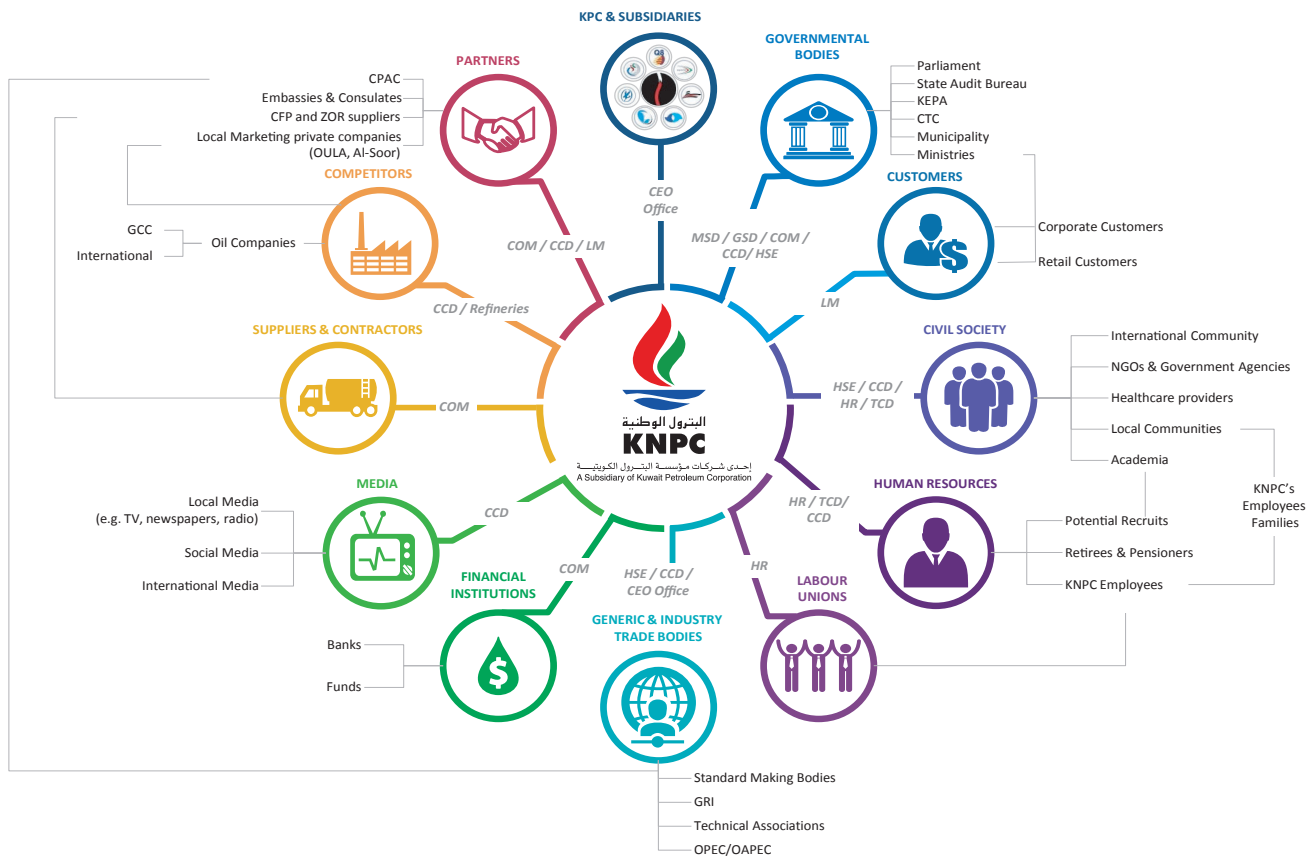 KPC & SUBSIDIARIES
Q8
CEO
Office
GOVERNMENTAL
BODIES
Parliament
State Audit Bureau
KEPA
CTC
Municipality
Ministries
MSD / GSD / COM /
CCD/ HSE
CUSTOMERS
Corporate Customers
Retail Customers
LM
CIVIL SOCIETY
International Community
NGOs & Government Agencies
Healthcare providers
Local Communities
Academia
HSE / CCD /
HR / TCD
HUMAN RESOURCES
Potential Recruits
Retirees & Pensioners
KNPC Employees
KNPC's
Employees
Families
HR / TCD/
CCD
LABOUR
UNIONS
HR
GENERIC & INDUSTRY
TRADE BODIES
Standard Making Bodies
GRI
Technical Associations
OPEC/OAPEC
HSE / CCD /
CEO Office
FINANCIAL
INSTITUTIONS
Banks
Funds
COM
MEDIA
Local Media
(e.g. TV, newspapers, radio)
Social Media
International Media
CCD
SUPPLIERS & CONTRACTORS
COM
COMPETITORS
Oil Companies
GCC
International
CCD / Refineries
PARTNERS
CPAC
Embassies & Consulates
CFP and ZOR suppliers
Local Marketing private companies
(OULA, Al-Soor)
COM / CCD / LM
البترول الوطنية
KNPC
إحدى شركات مؤسسة البترول الكويتية
A Subsidiary of Kuwait Petroleum Corporation